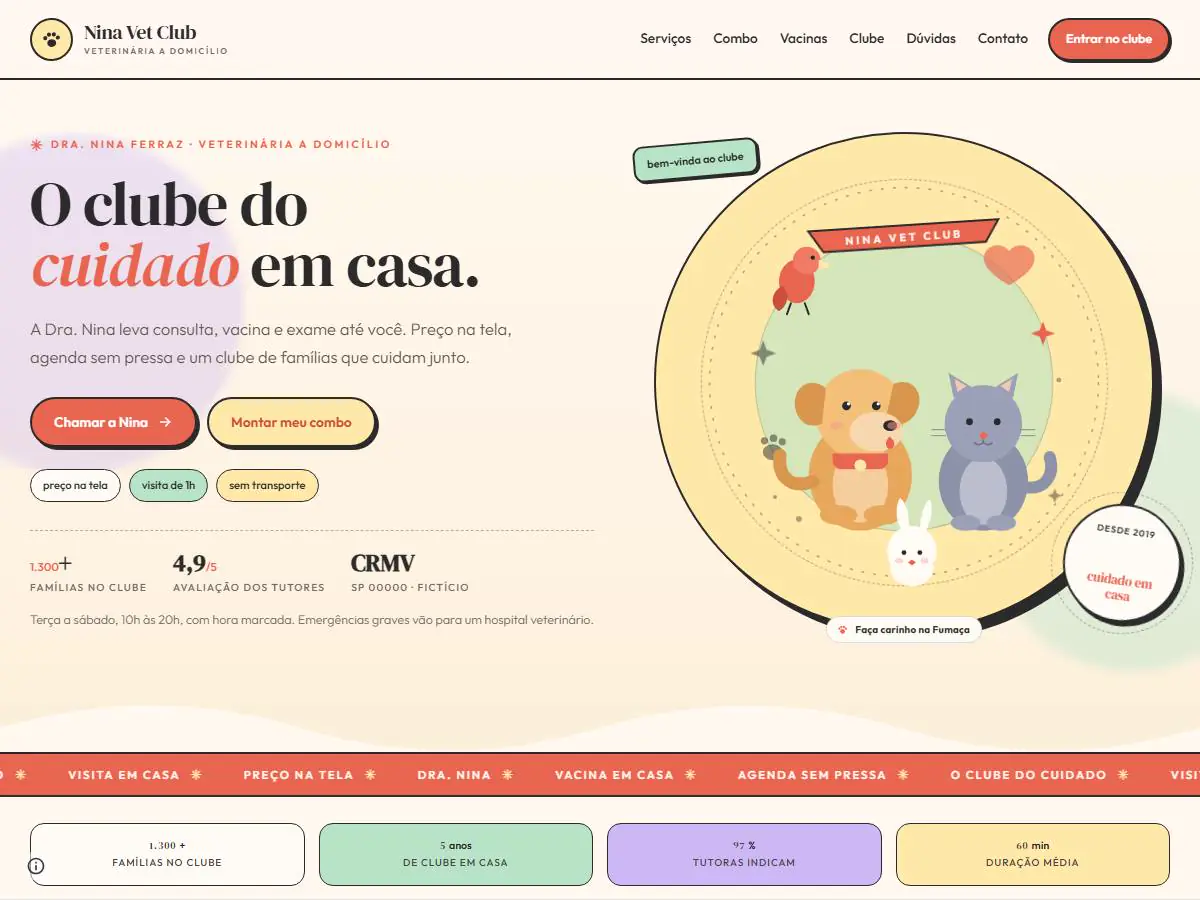 Nina Vet Club
VETERINÁRIA A DOMICÍLIO
Serviços
Combo
Vacinas
Clube
Dúvidas
Contato
Entrar no clube
DRA. NINA FERRAZ · VETERINÁRIA A DOMICÍLIO
O clube do
cuidado em casa.
A Dra. Nina leva consulta, vacina e exame até você. Preço na tela,
agenda sem pressa e um clube de famílias que cuidam junto.
Chamar a Nina →
Montar meu combo
preço na tela
visita de 1h
sem transporte
1.300+
FAMÍLIAS NO CLUBE
4,9/5
AVALIAÇÃO DOS TUTORES
CRMV
SP 00000 · FICTÍCIO
Terça a sábado, 10h às 20h, com hora marcada. Emergências graves vão para um hospital veterinário.
bem-vinda ao clube
NINA VET CLUB
DESDE 2019
cuidado em
casa
Faça carinho na Fumaça
O VISITA EM CASA PREÇO NA TELA DRA. NINA VACINA EM CASA AGENDA SEM PRESSA O CLUBE DO CUIDADO VISI
1.300 +
FAMÍLIAS NO CLUBE
5 anos
DE CLUBE EM CASA
97 %
TUTORAS INDICAM
60 min
DURAÇÃO MÉDIA